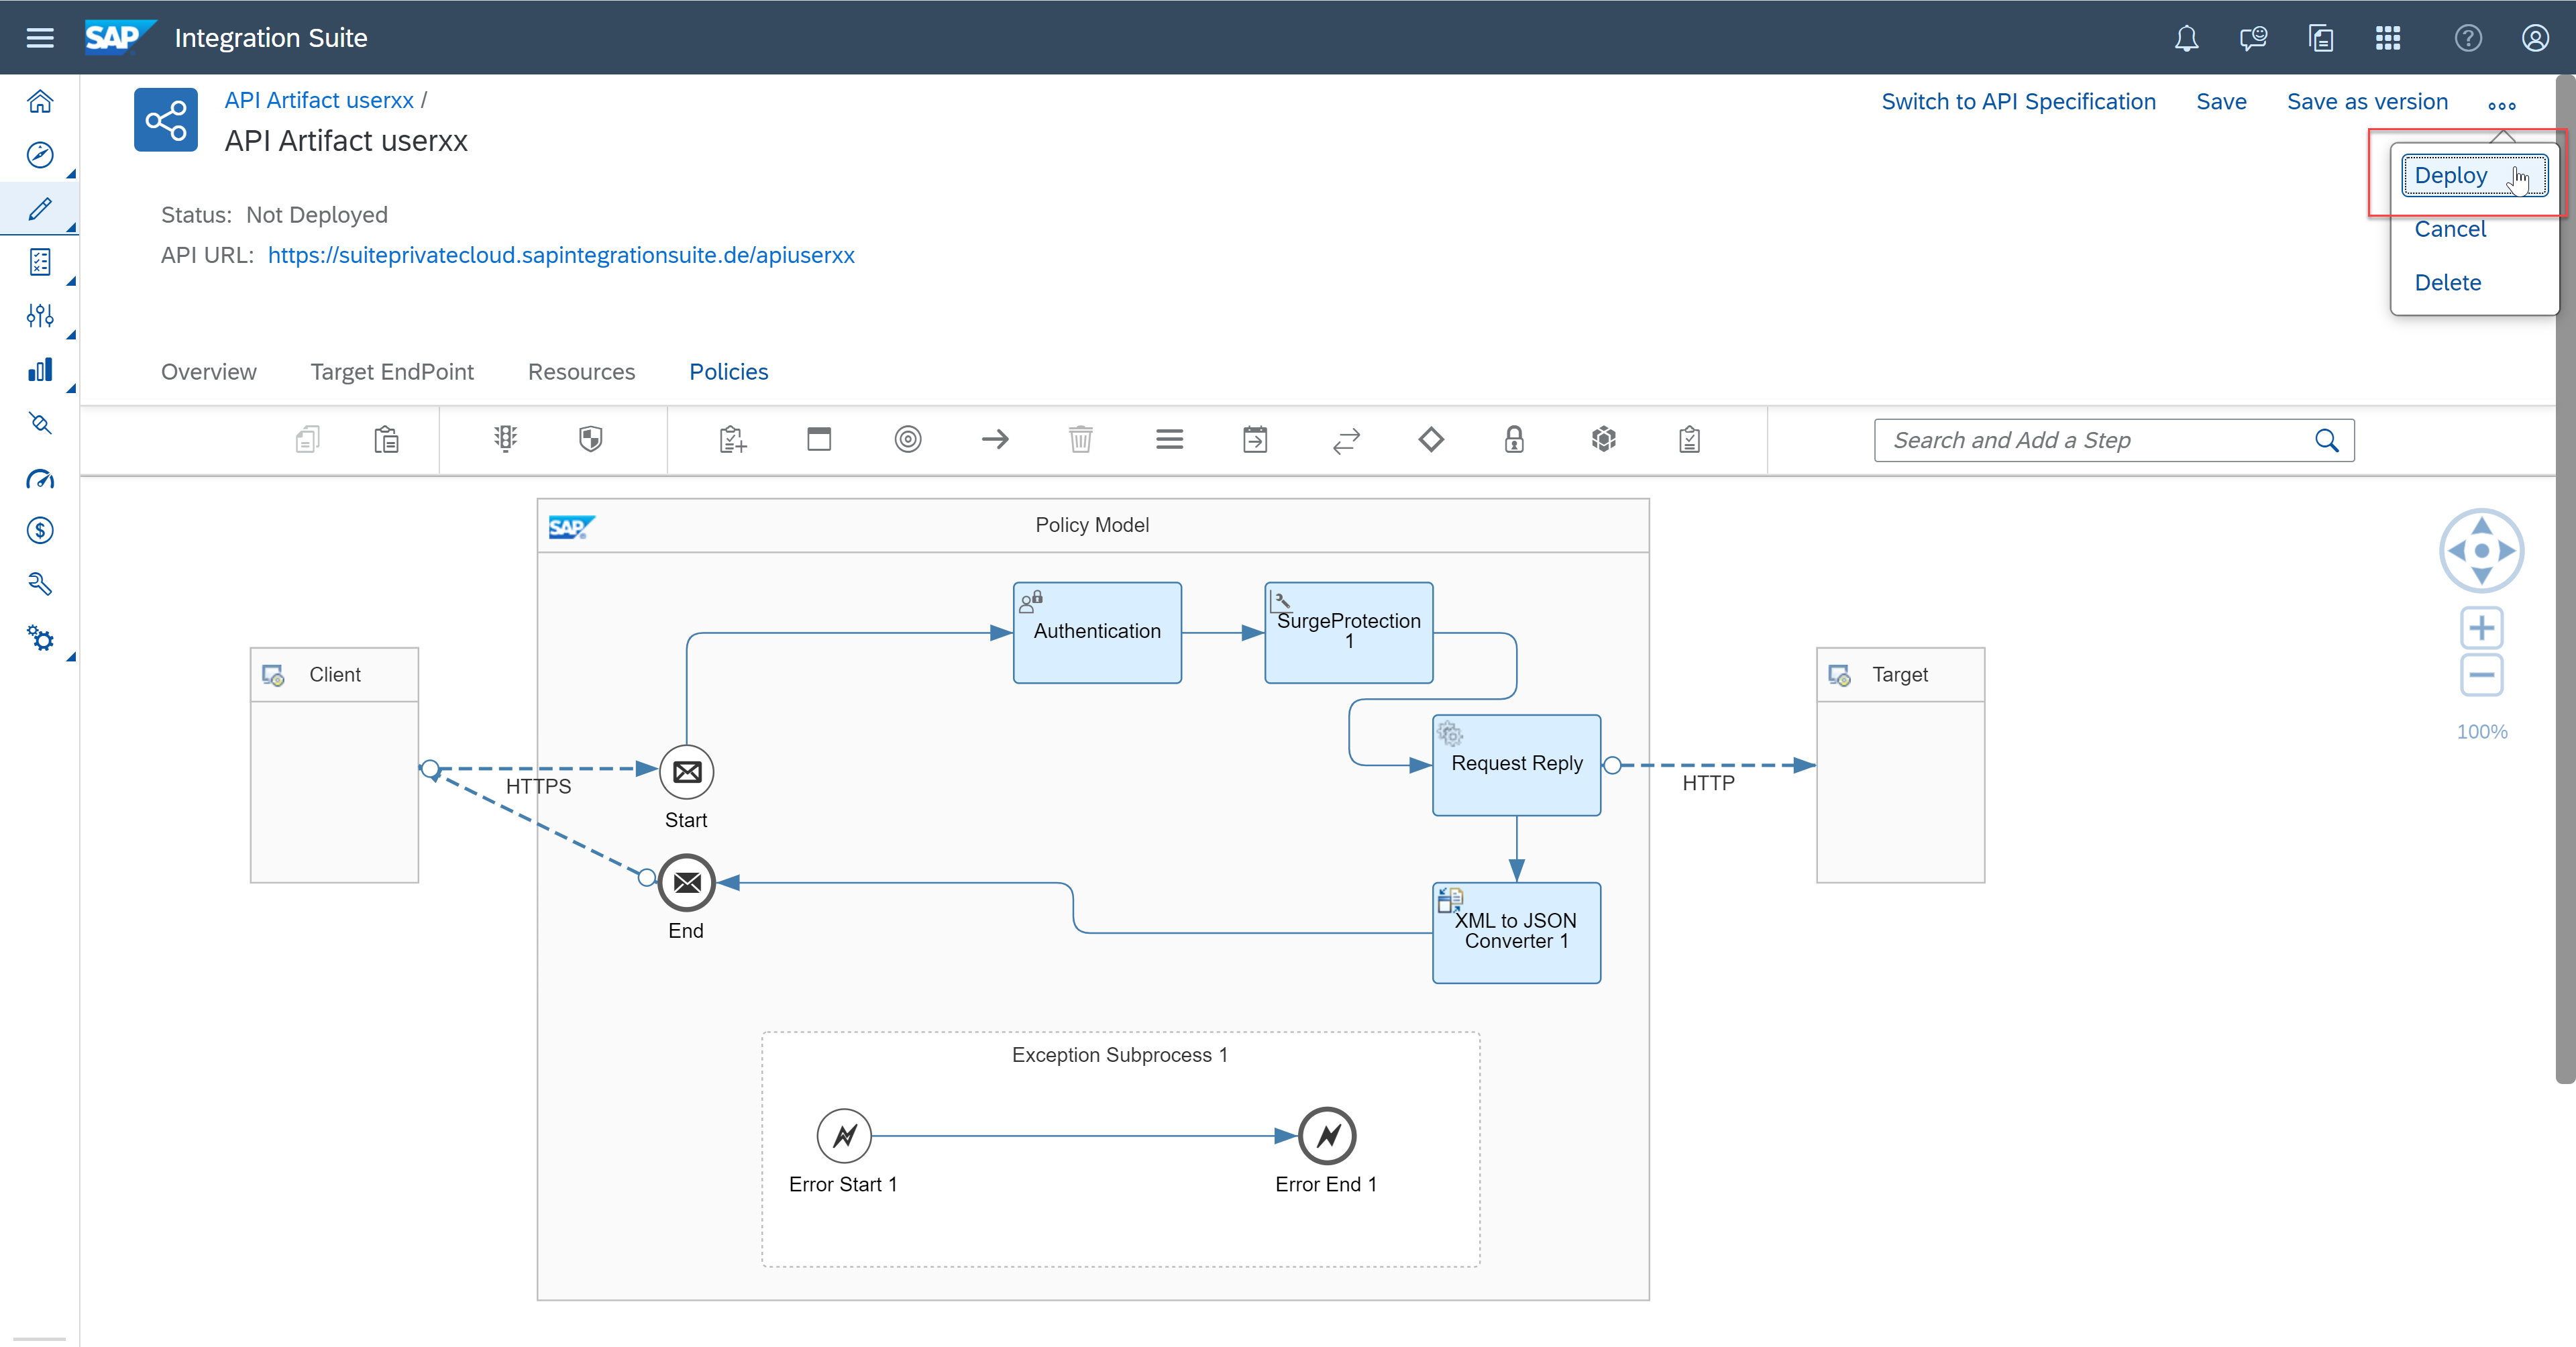 SAP Integration Suite
API Artifact userxx /
Switch to API Specification Save Save as version
API Artifact userxx
Deploy
Cancel
Delete
Status: Not Deployed
API URL: https://suiteprivatecloud.sapintegrationsuite.de/apiuserxx
Overview Target EndPoint Resources Policies
Search and Add a Step
SAP Policy Model
Authentication
SurgeProtection
1
Client
Target
100%
Request Reply
HTTPS
HTTP
Start
End
XML to JSON
Converter 1
Exception Subprocess 1
Error Start 1
Error End 1